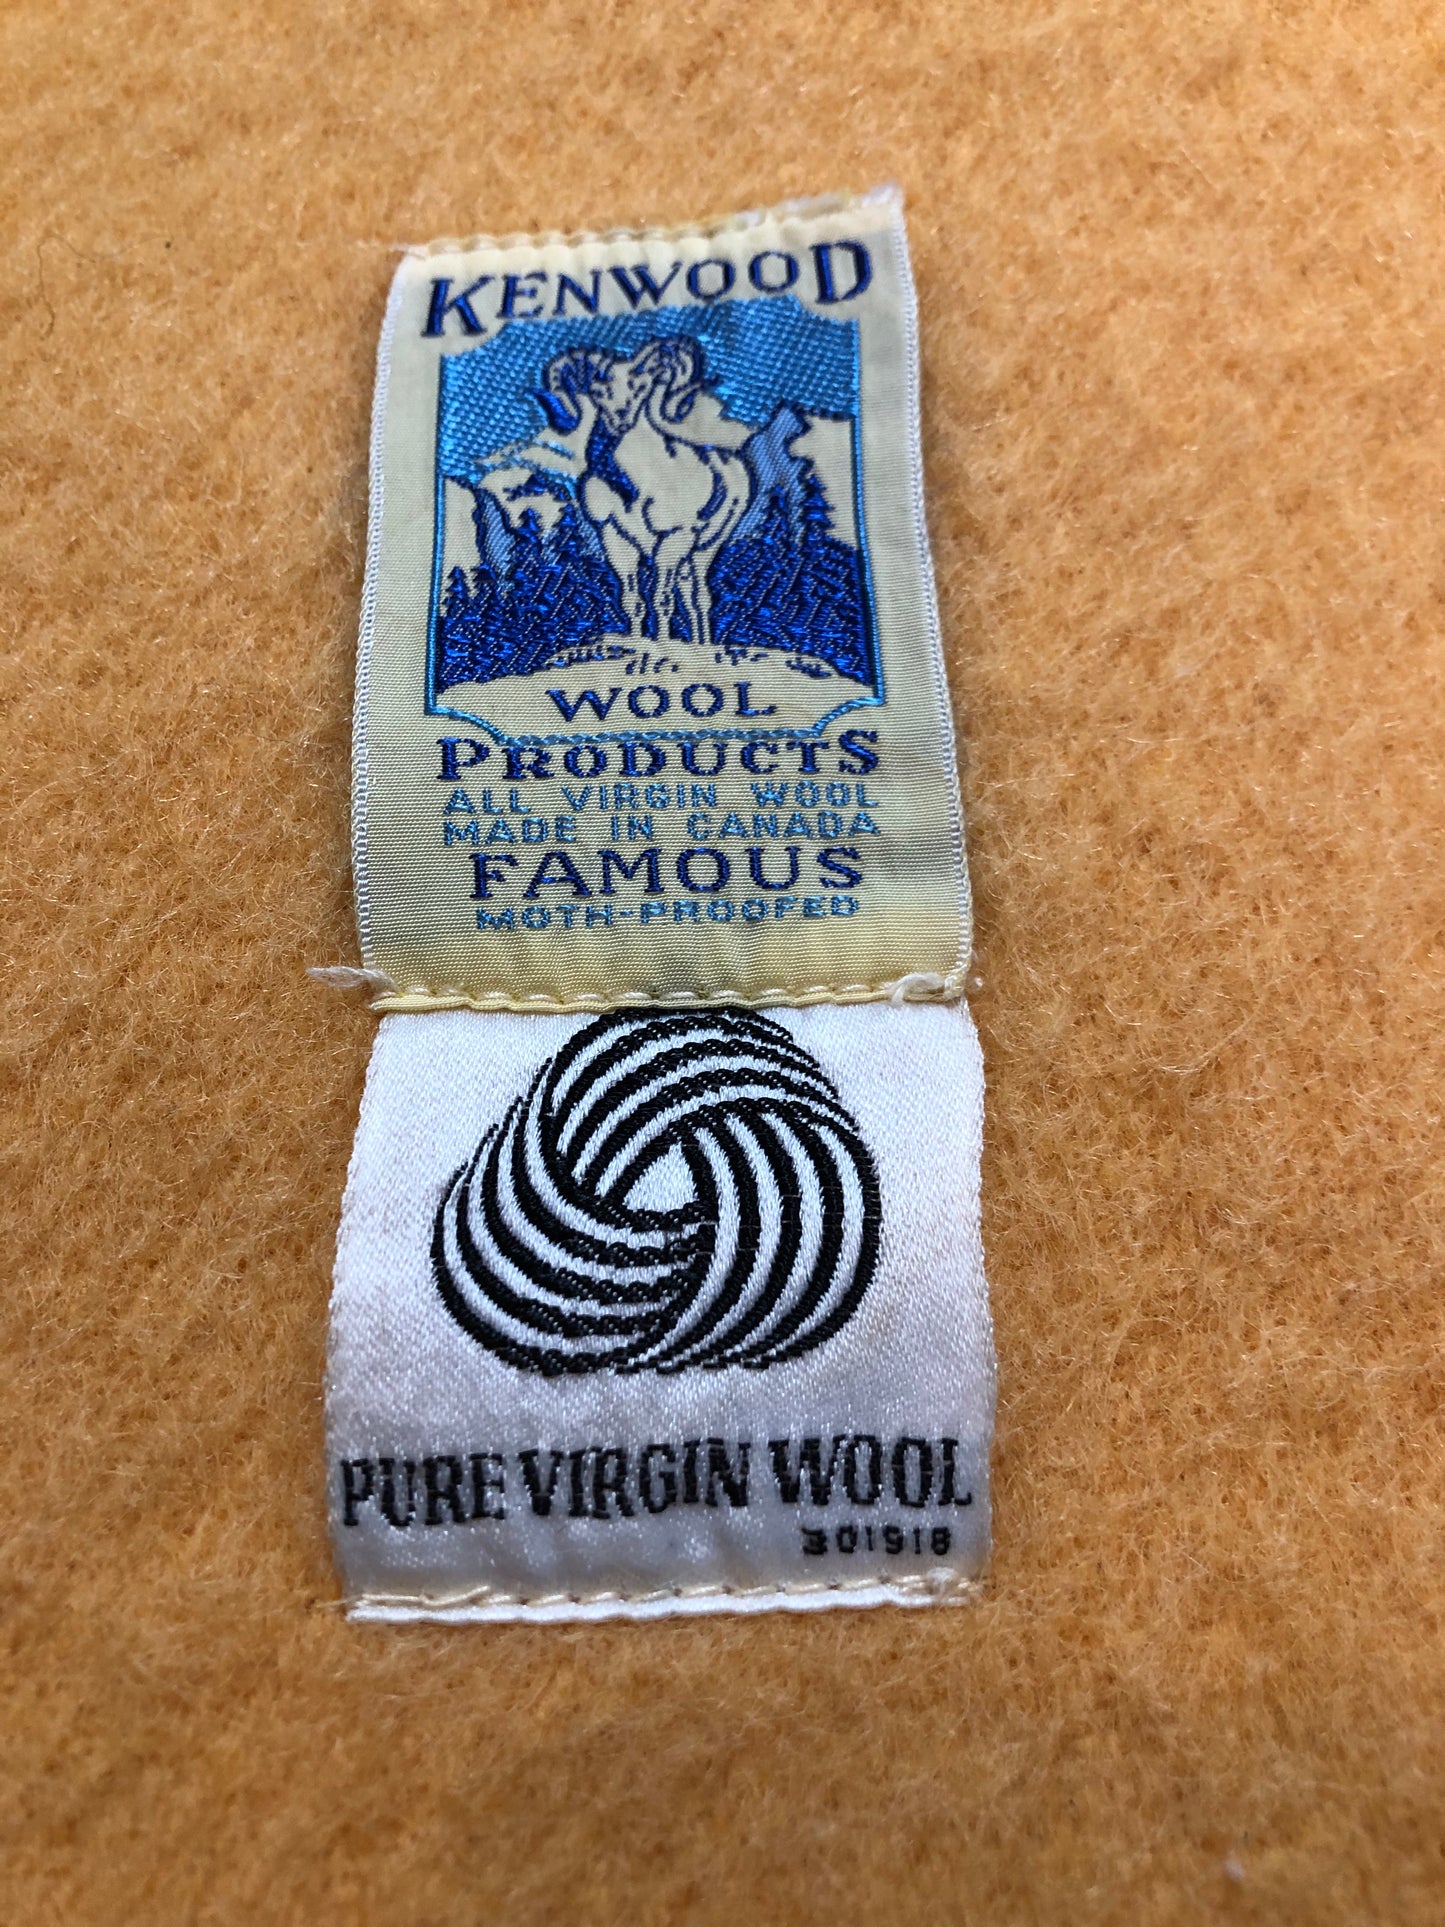 KENWOOD
WOOL
PRODUCTS
ALL VIRGIN WOOL
MADE IN CANADA
FAMOUS
MOTH-PROOFED
PURE VIRGIN WOOL
301918